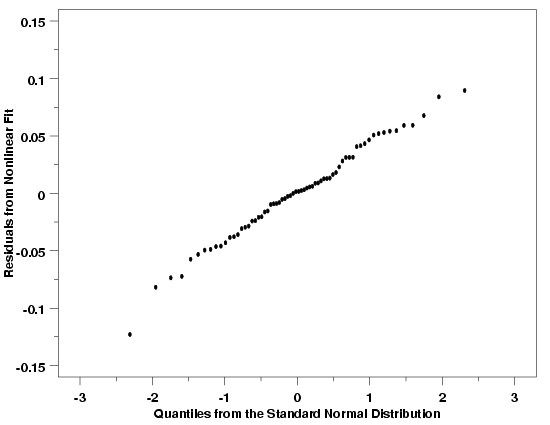 0.15
0.1
0.05
0
-0.05
-0.1
-0.15
Residuals from Nonlinear Fit
-3 -2 -1 0 1 2 3
Quantiles from the Standard Normal Distribution